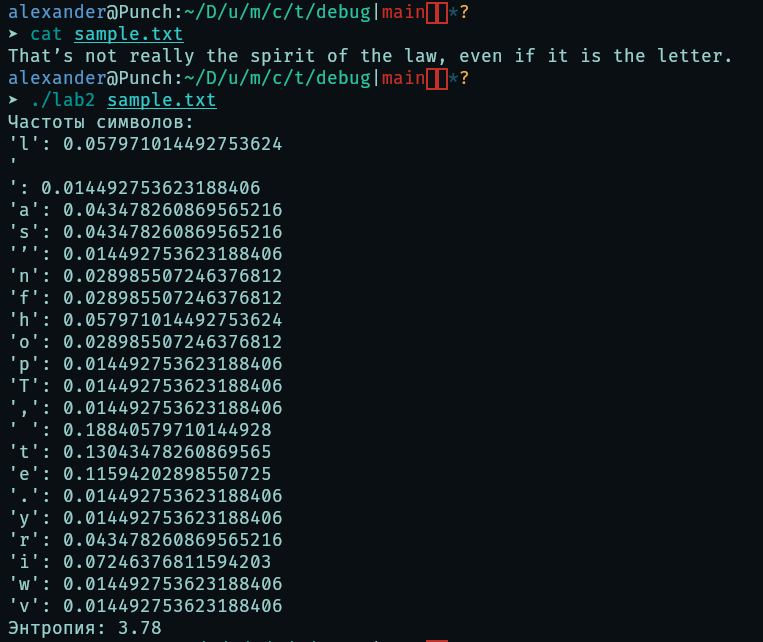 alexander@Punch:~/D/u/m/c/t/debug|main*?
➤ cat sample.txt
That’s not really the spirit of the law, even if it is the letter.
alexander@Punch:~/D/u/m/c/t/debug|main*?
➤ ./lab2 sample.txt
Частоты символов:
'l': 0.057971014492753624
'
': 0.014492753623188406
'a': 0.043478260869565216
's': 0.043478260869565216
'’': 0.014492753623188406
'n': 0.028985507246376812
'f': 0.028985507246376812
'h': 0.057971014492753624
'o': 0.028985507246376812
'p': 0.014492753623188406
'T': 0.014492753623188406
',': 0.014492753623188406
' ': 0.18840579710144928
't': 0.13043478260869565
'e': 0.11594202898550725
'.': 0.014492753623188406
'y': 0.014492753623188406
'r': 0.043478260869565216
'i': 0.07246376811594203
'w': 0.014492753623188406
'v': 0.014492753623188406
Энтропия: 3.78